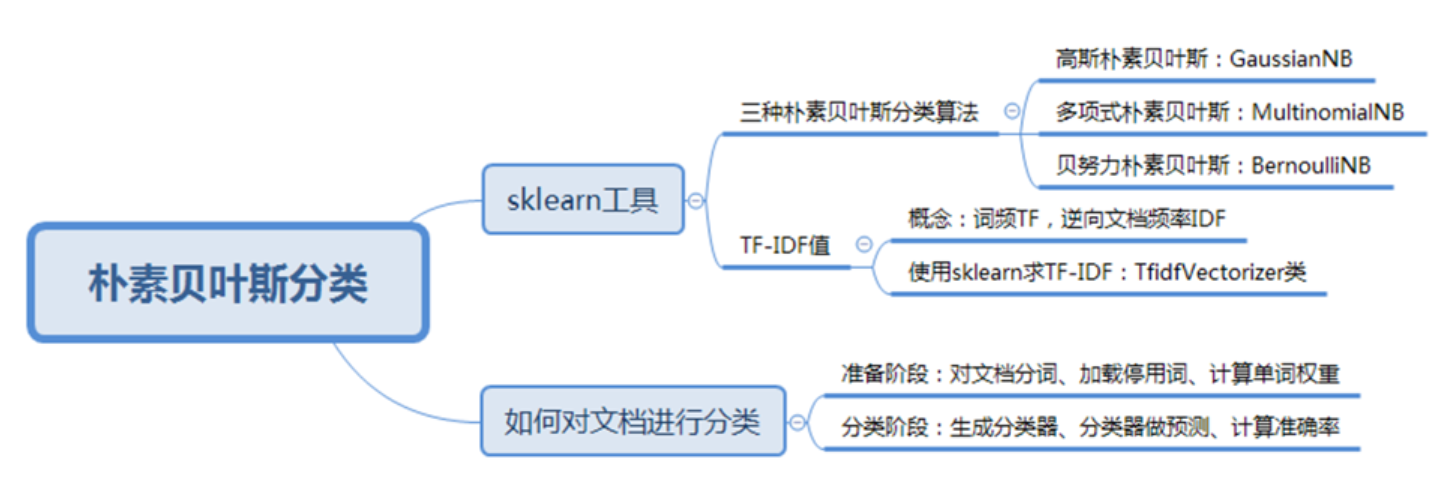 朴素贝叶斯分类
sklearn工具
三种朴素贝叶斯分类算法
高斯朴素贝叶斯：GaussianNB
多项式朴素贝叶斯：MultinomialNB
贝努力朴素贝叶斯：BernoulliNB
TF-IDF值
概念：词频TF，逆向文档频率IDF
使用sklearn求TF-IDF：TfidfVectorizer类
如何对文档进行分类
准备阶段：对文档分词、加载停用词、计算单词权重
分类阶段：生成分类器、分类器做预测、计算准确率